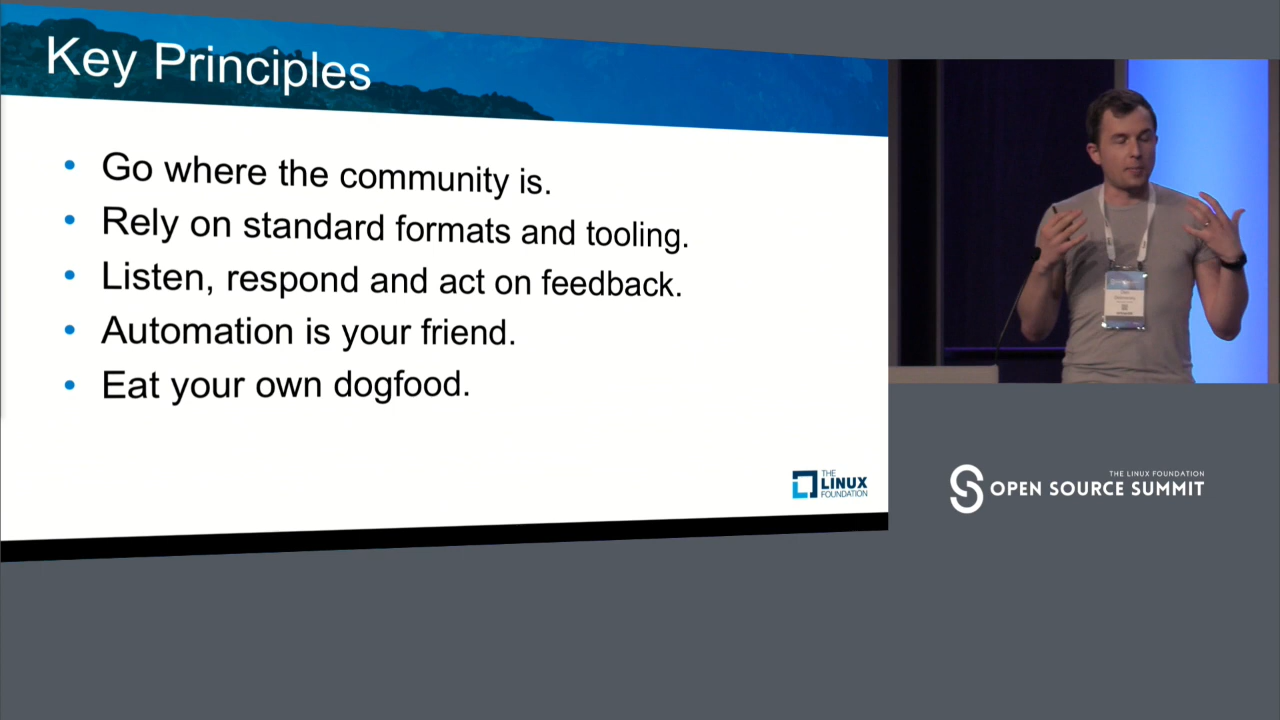 Key Principles
Go where the community is.
Rely on standard formats and tooling.
Listen, respond and act on feedback.
Automation is your friend.
Eat your own dogfood.
THE
LINUX
FOUNDATION
THE LINUX FOUNDATION
OPEN SOURCE SUMMIT